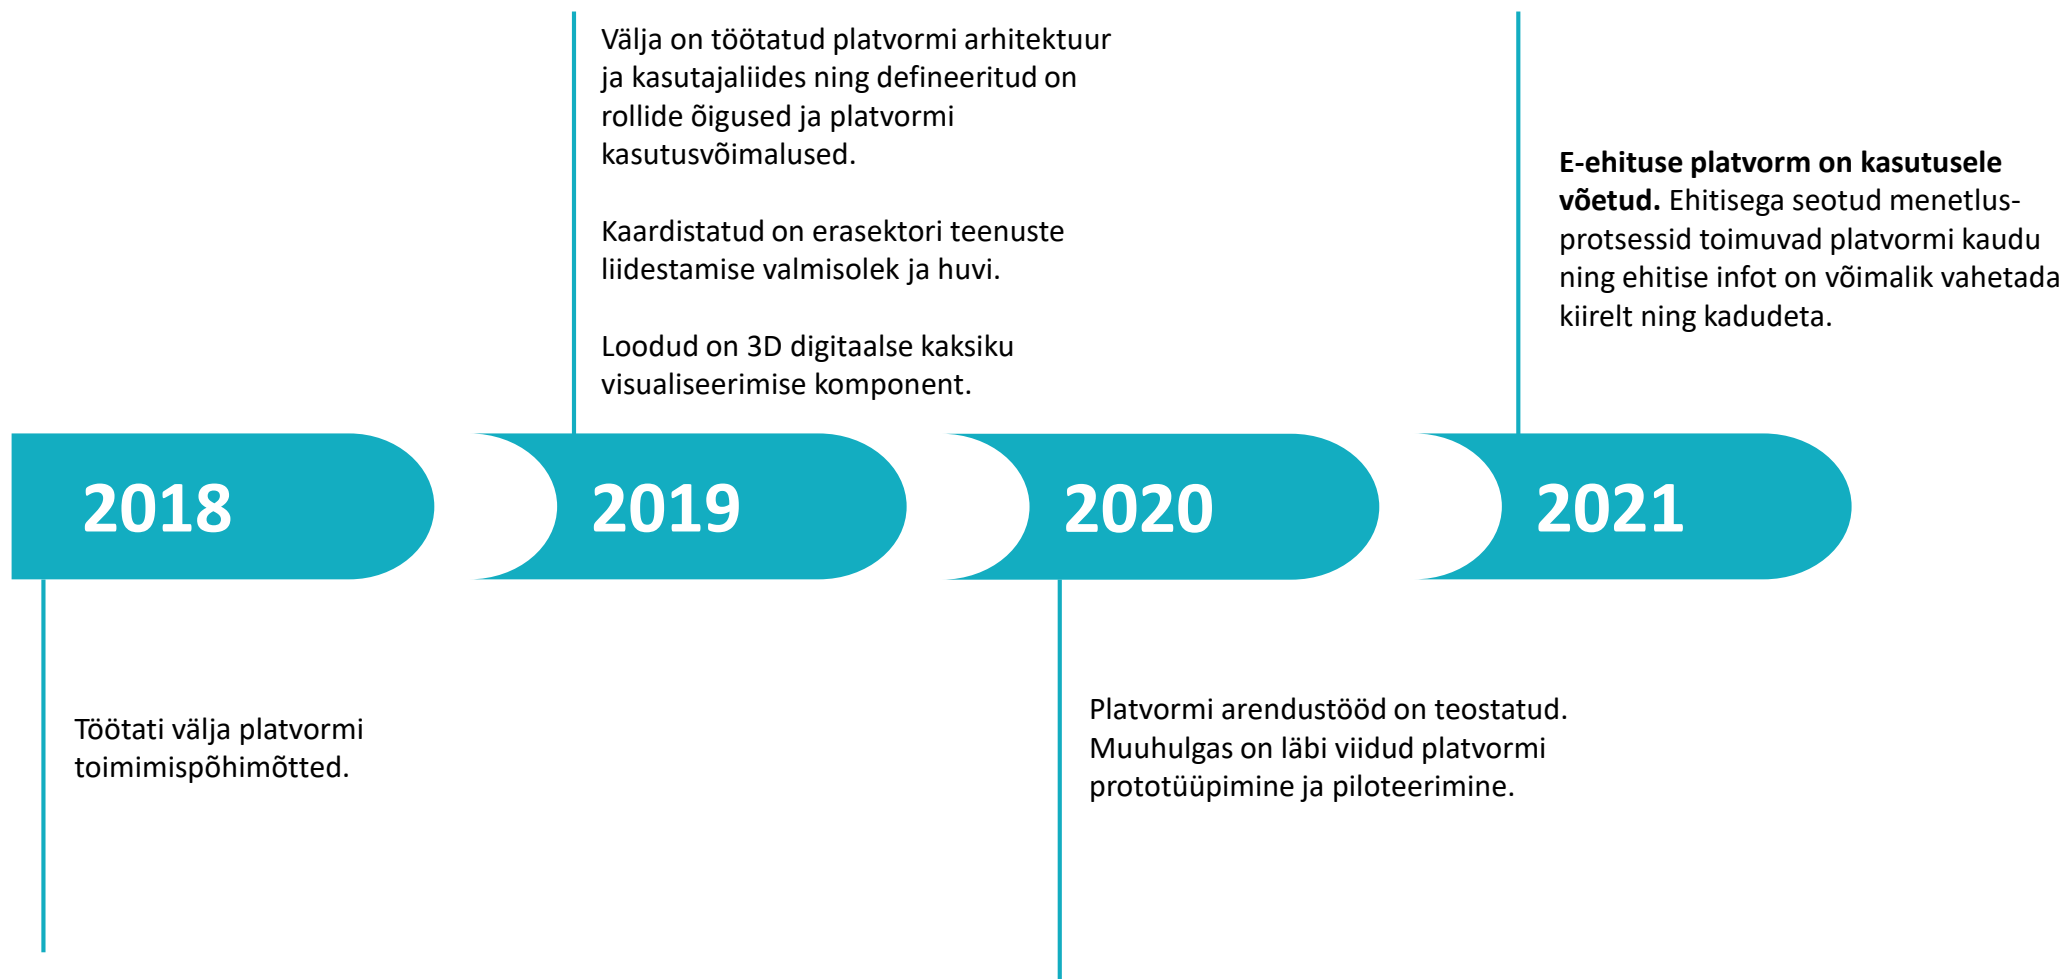 Välja on töötatud platvormi arhitektuur
ja kasutajaliides ning defineeritud on
rollide õigused ja platvormi
kasutusvõimalused.
Kaardistatud on erasektori teenuste
liidestamise valmisolek ja huvi.
Loodud on 3D digitaalse kaksiku
visualiseerimise komponent.
E-ehituse platvorm on kasutusele
võetud. Ehitisega seotud menetlus-
protsessid toimuvad platvormi kaudu
ning ehitise infot on võimalik vahetada
kiirelt ning kadudeta.
2018
2019
2020
2021
Töötati välja platvormi
toimimispõhimõtted.
Platvormi arendustööd on teostatud.
Muuhulgas on läbi viidud platvormi
prototüüpimine ja piloteerimine.